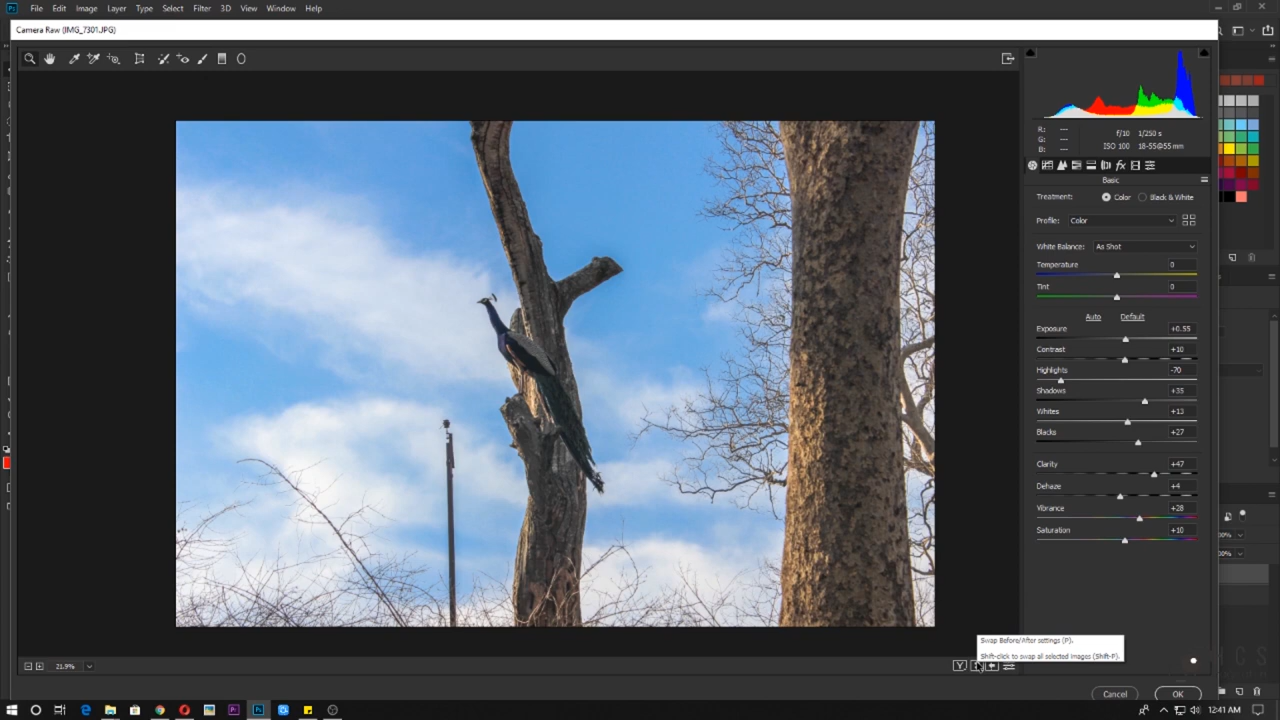 Ps File Edit Image Layer Type Select Filter 3D View Window Help
Camera Raw (IMG_7301.JPG)
R: ---
G: ---
B: ---
f/10 1/250 s
ISO 100 18-55@55 mm
fx
Basic
Treatment: Color Black & White
Profile: Color
White Balance: As Shot
Temperature 0
Tint 0
Auto Default
Exposure +0.55
Contrast +10
Highlights -70
Shadows +35
Whites +13
Blacks +27
Clarity +47
Dehaze +4
Vibrance +28
Saturation +10
Swap Before/After settings (P).
Shift-click to swap all selected images (Shift-P).
21.9%
Y
Cancel OK
Pr Ps
12:41 AM